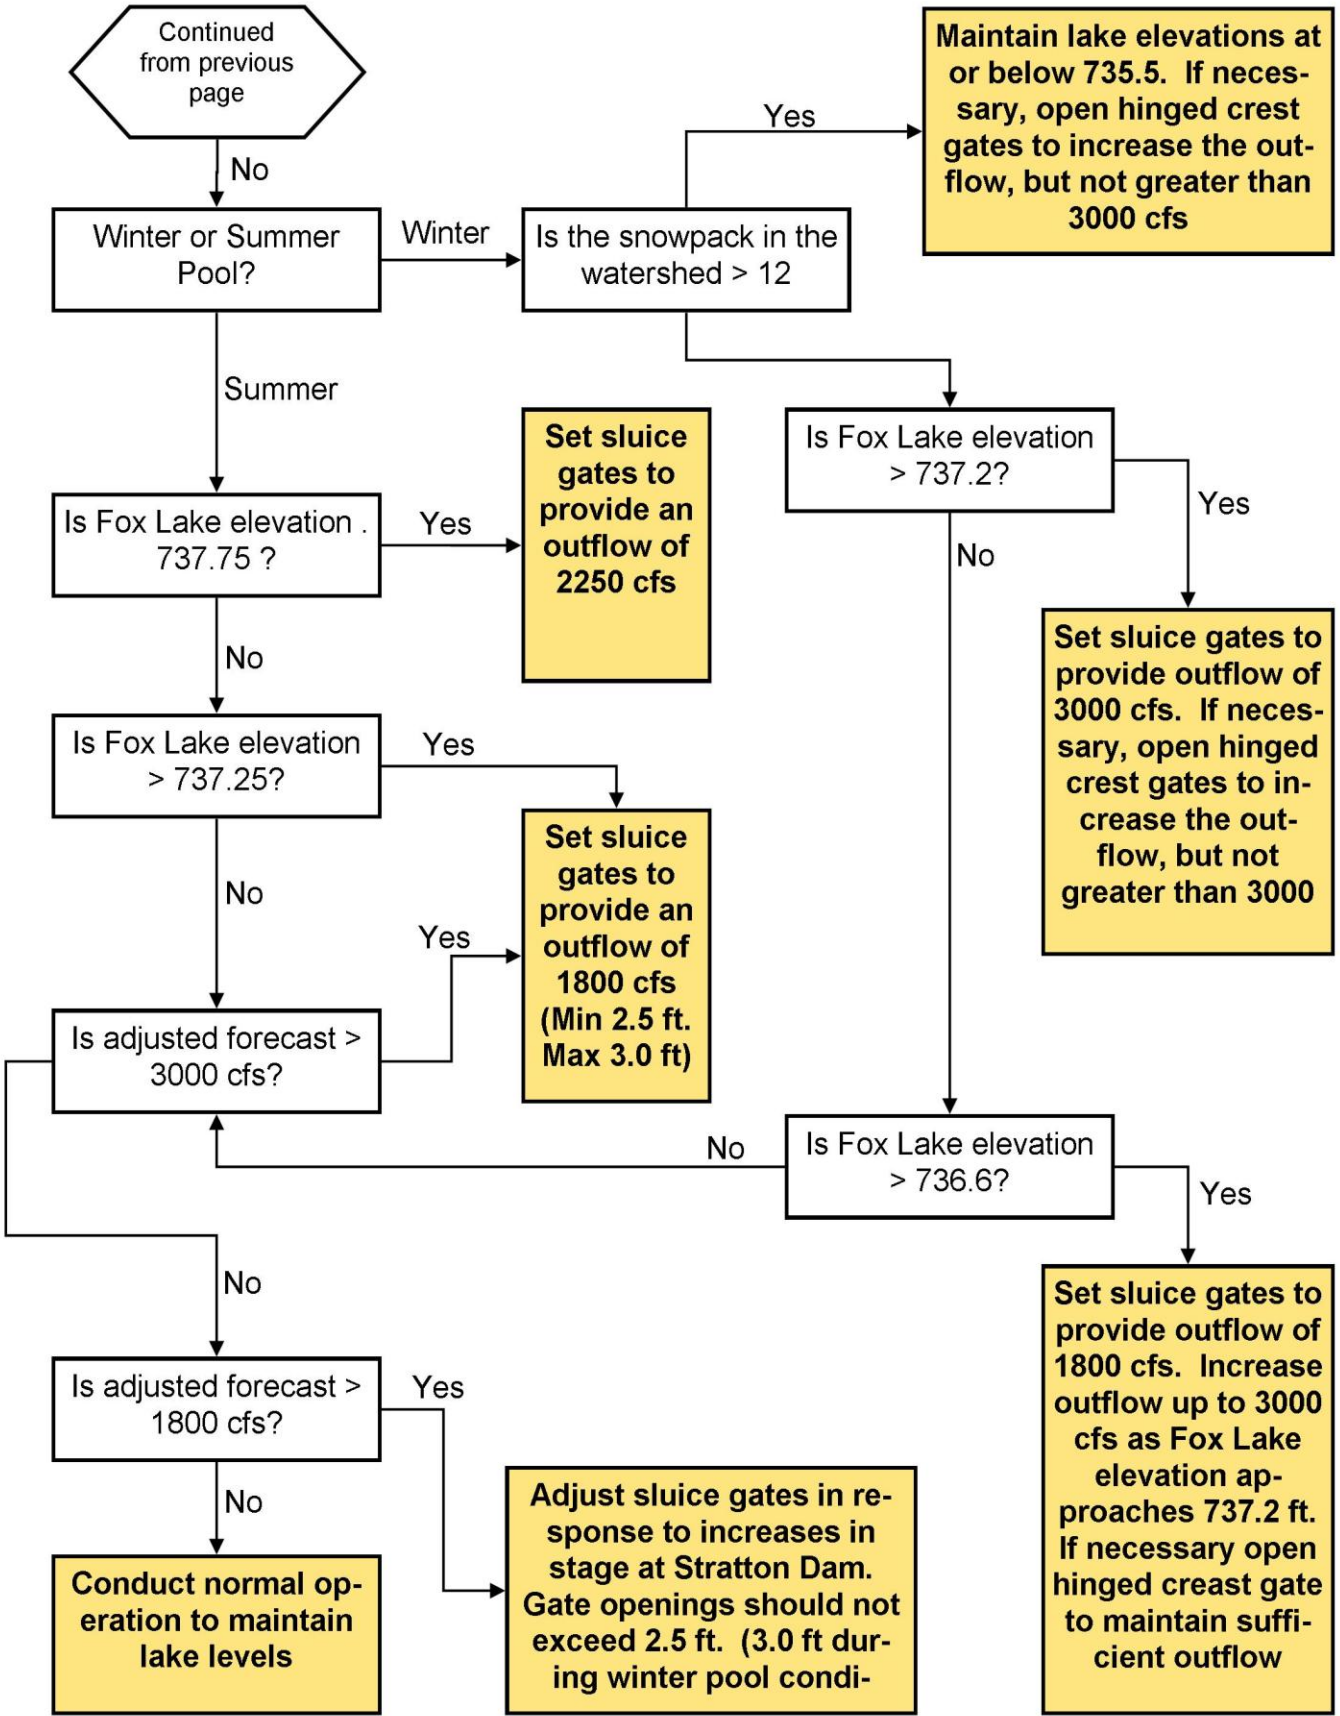 Continued
from previous
page
No
Winter or Summer
Pool?
Winter
Is the snowpack in the
watershed > 12
Yes
Maintain lake elevations at
or below 735.5. If neces-
sary, open hinged crest
gates to increase the out-
flow, but not greater than
3000 cfs
Summer
Is Fox Lake elevation .
737.75 ?
Yes
Set sluice
gates to
provide an
outflow of
2250 cfs
Is Fox Lake elevation
> 737.2?
Yes
No
Set sluice gates to
provide outflow of
3000 cfs. If neces-
sary, open hinged
crest gates to in-
crease the out-
flow, but not
greater than 3000
No
Is Fox Lake elevation
> 737.25?
Yes
Set sluice
gates to
provide an
outflow of
1800 cfs
(Min 2.5 ft.
Max 3.0 ft)
No
Is adjusted forecast >
3000 cfs?
Yes
Is Fox Lake elevation
> 736.6?
No
Yes
Set sluice gates to
provide outflow of
1800 cfs. Increase
outflow up to 3000
cfs as Fox Lake
elevation ap-
proaches 737.2 ft.
If necessary open
hinged creast gate
to maintain suffi-
cient outflow
No
Is adjusted forecast >
1800 cfs?
Yes
Adjust sluice gates in re-
sponse to increases in
stage at Stratton Dam.
Gate openings should not
exceed 2.5 ft. (3.0 ft dur-
ing winter pool condi-
No
Conduct normal op-
eration to maintain
lake levels